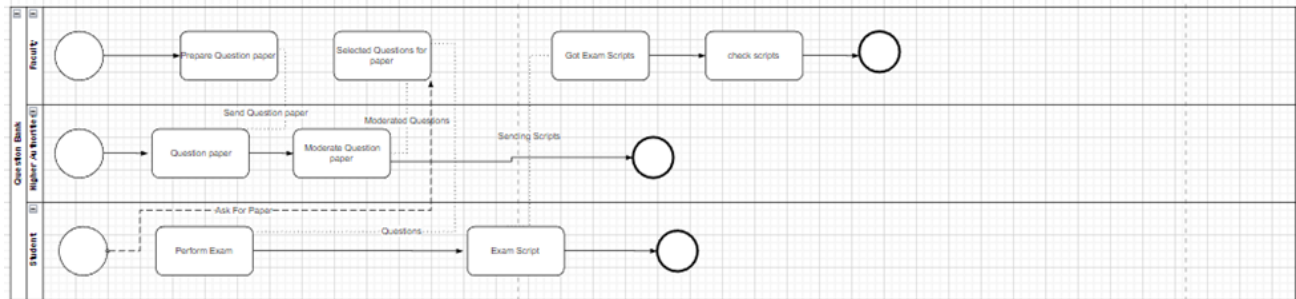 Question Bank
Faculty
Prepare Question paper
Selected Questions for
paper
Got Exam Scripts
check scripts
Send Question paper
Moderated Questions
Higher Authorite
Question paper
Moderate Question
paper
Sending Scripts
Ask For Paper
Student
Perform Exam
Questions
Exam Script